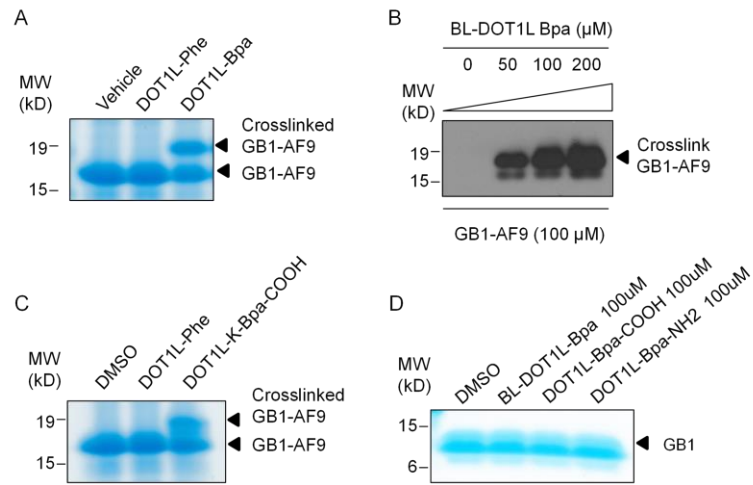 A
MW
(kD)
Vehicle
DOT1L-Phe
DOT1L-Bpa
Crosslinked
GB1-AF9
GB1-AF9
19
15
B
BL-DOT1L Bpa (µM)
0 50 100 200
MW
(kD)
19
15
Crosslink
GB1-AF9
GB1-AF9 (100 µM)
C
MW
(kD)
DMSO
DOT1L-Phe
DOT1L-K-Bpa-COOH
Crosslinked
GB1-AF9
GB1-AF9
19
15
D
MW
(kD)
DMSO
BL-DOT1L-Bpa 100uM
DOT1L-Bpa-COOH 100uM
DOT1L-Bpa-NH2 100uM
15
6
GB1